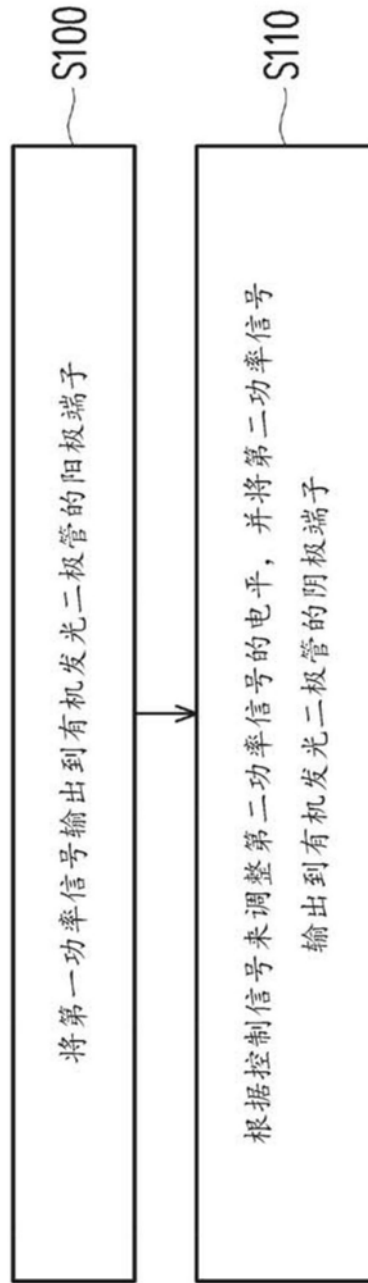 将第一功率信号输出到有机发光二极管的阳极端子
S100
根据控制信号来调整第二功率信号的电平，并将第二功率信号
输出到有机发光二极管的阴极端子
S110